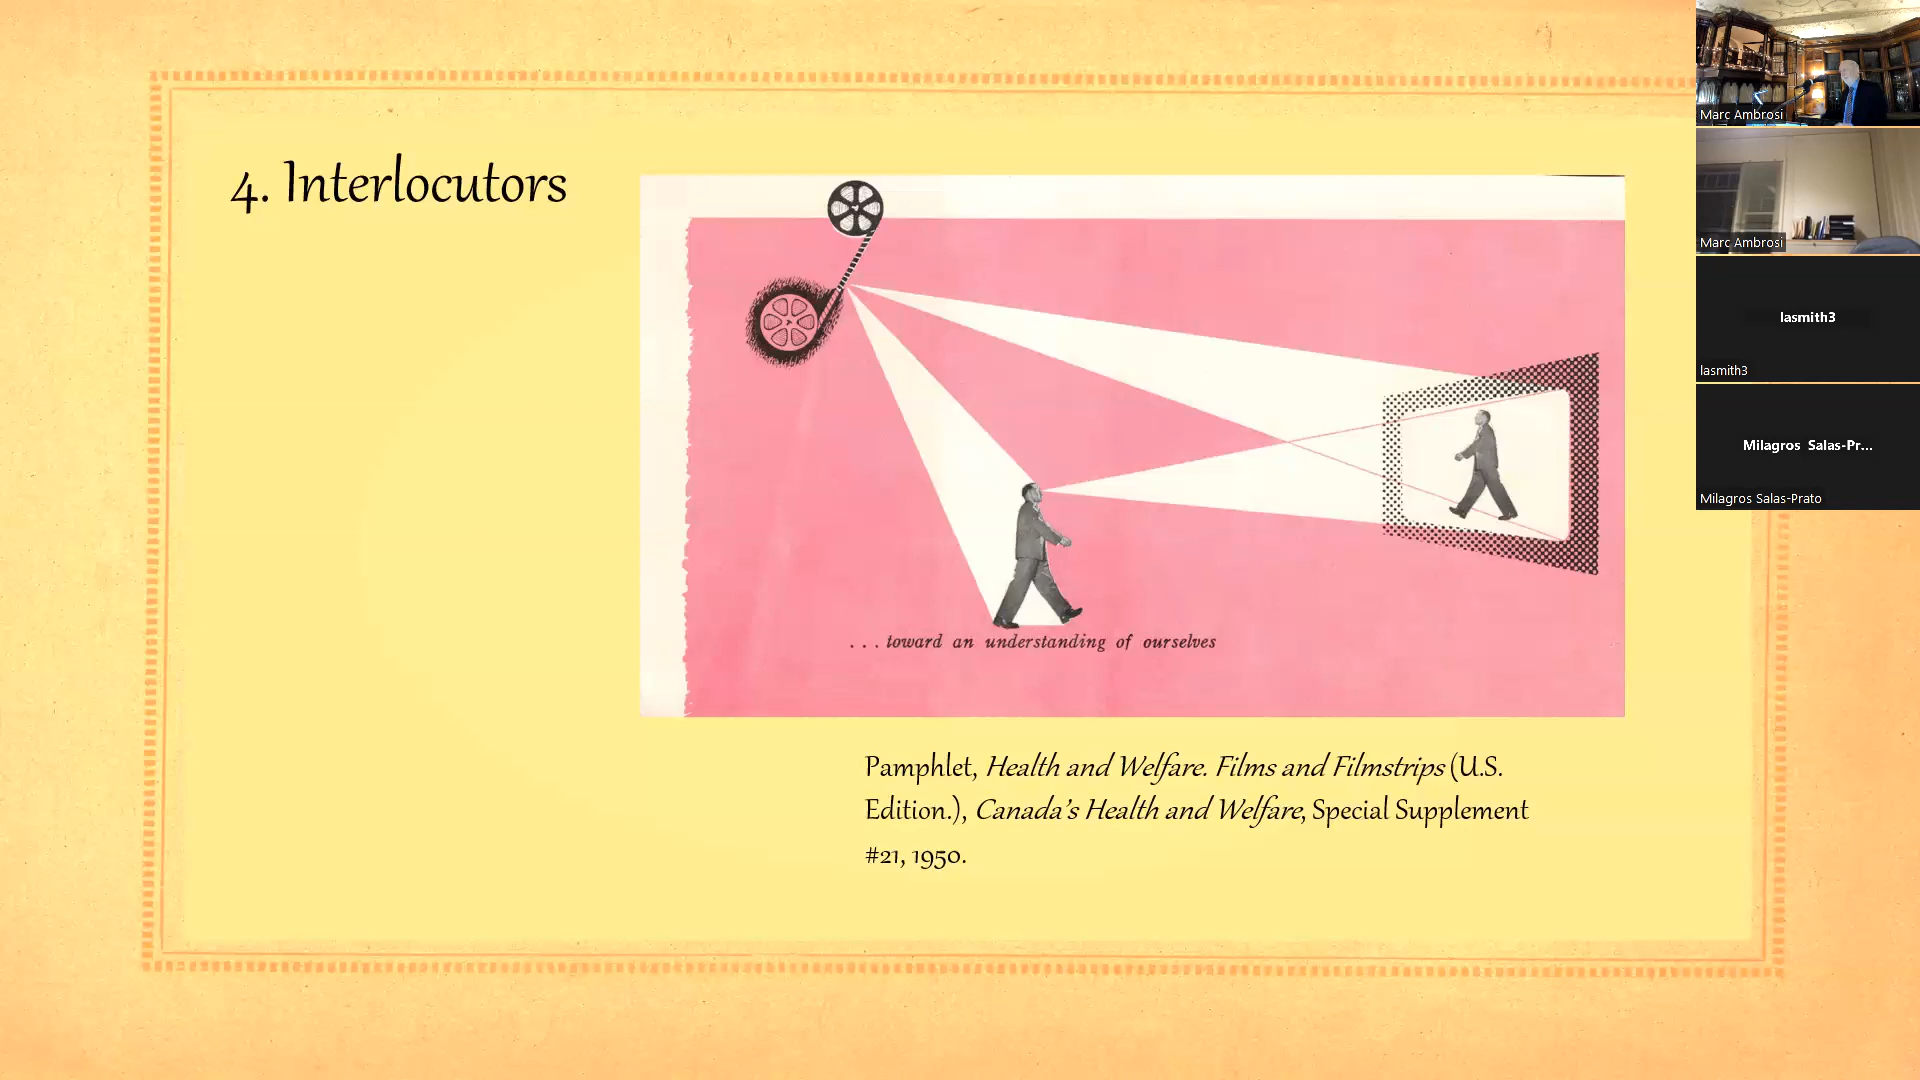 4. Interlocutors
. . . toward an understanding of ourselves
Pamphlet, Health and Welfare. Films and Filmstrips (U.S.
Edition.), Canada's Health and Welfare, Special Supplement
#21, 1950.
Marc Ambrosi
Marc Ambrosi
lasmith3
lasmith3
Milagros Salas-Pr...
Milagros Salas-Prato